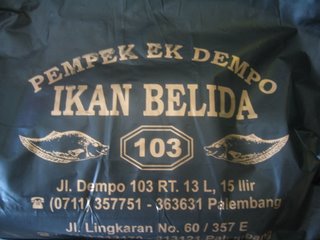 PEMPEK EK DEMPO
IKAN BELIDA
103
Jl. Dempo 103 RT. 13 L, 15 Ilir
☎ (0711) 357751 - 363631 Palembang
Jl. Lingkaran No. 60 / 357 E